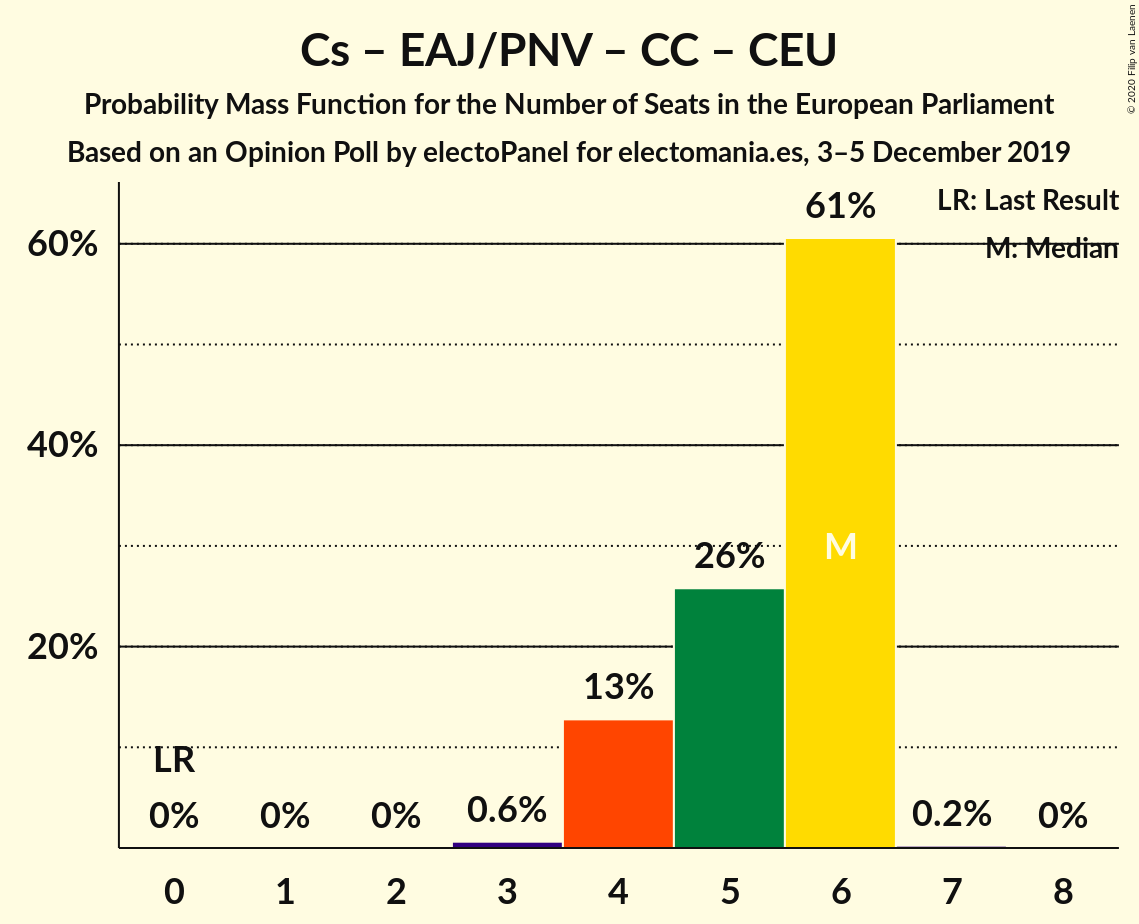 Cs – EAJ/PNV – CC – CEU
Probability Mass Function for the Number of Seats in the European Parliament
Based on an Opinion Poll by electoPanel for electomania.es, 3–5 December 2019
© 2020 Filip van Laenen
LR: Last Result
M: Median
60%
40%
20%
61%
M
26%
13%
LR
0%
0%
0%
0.6%
0.2%
0%
0 1 2 3 4 5 6 7 8